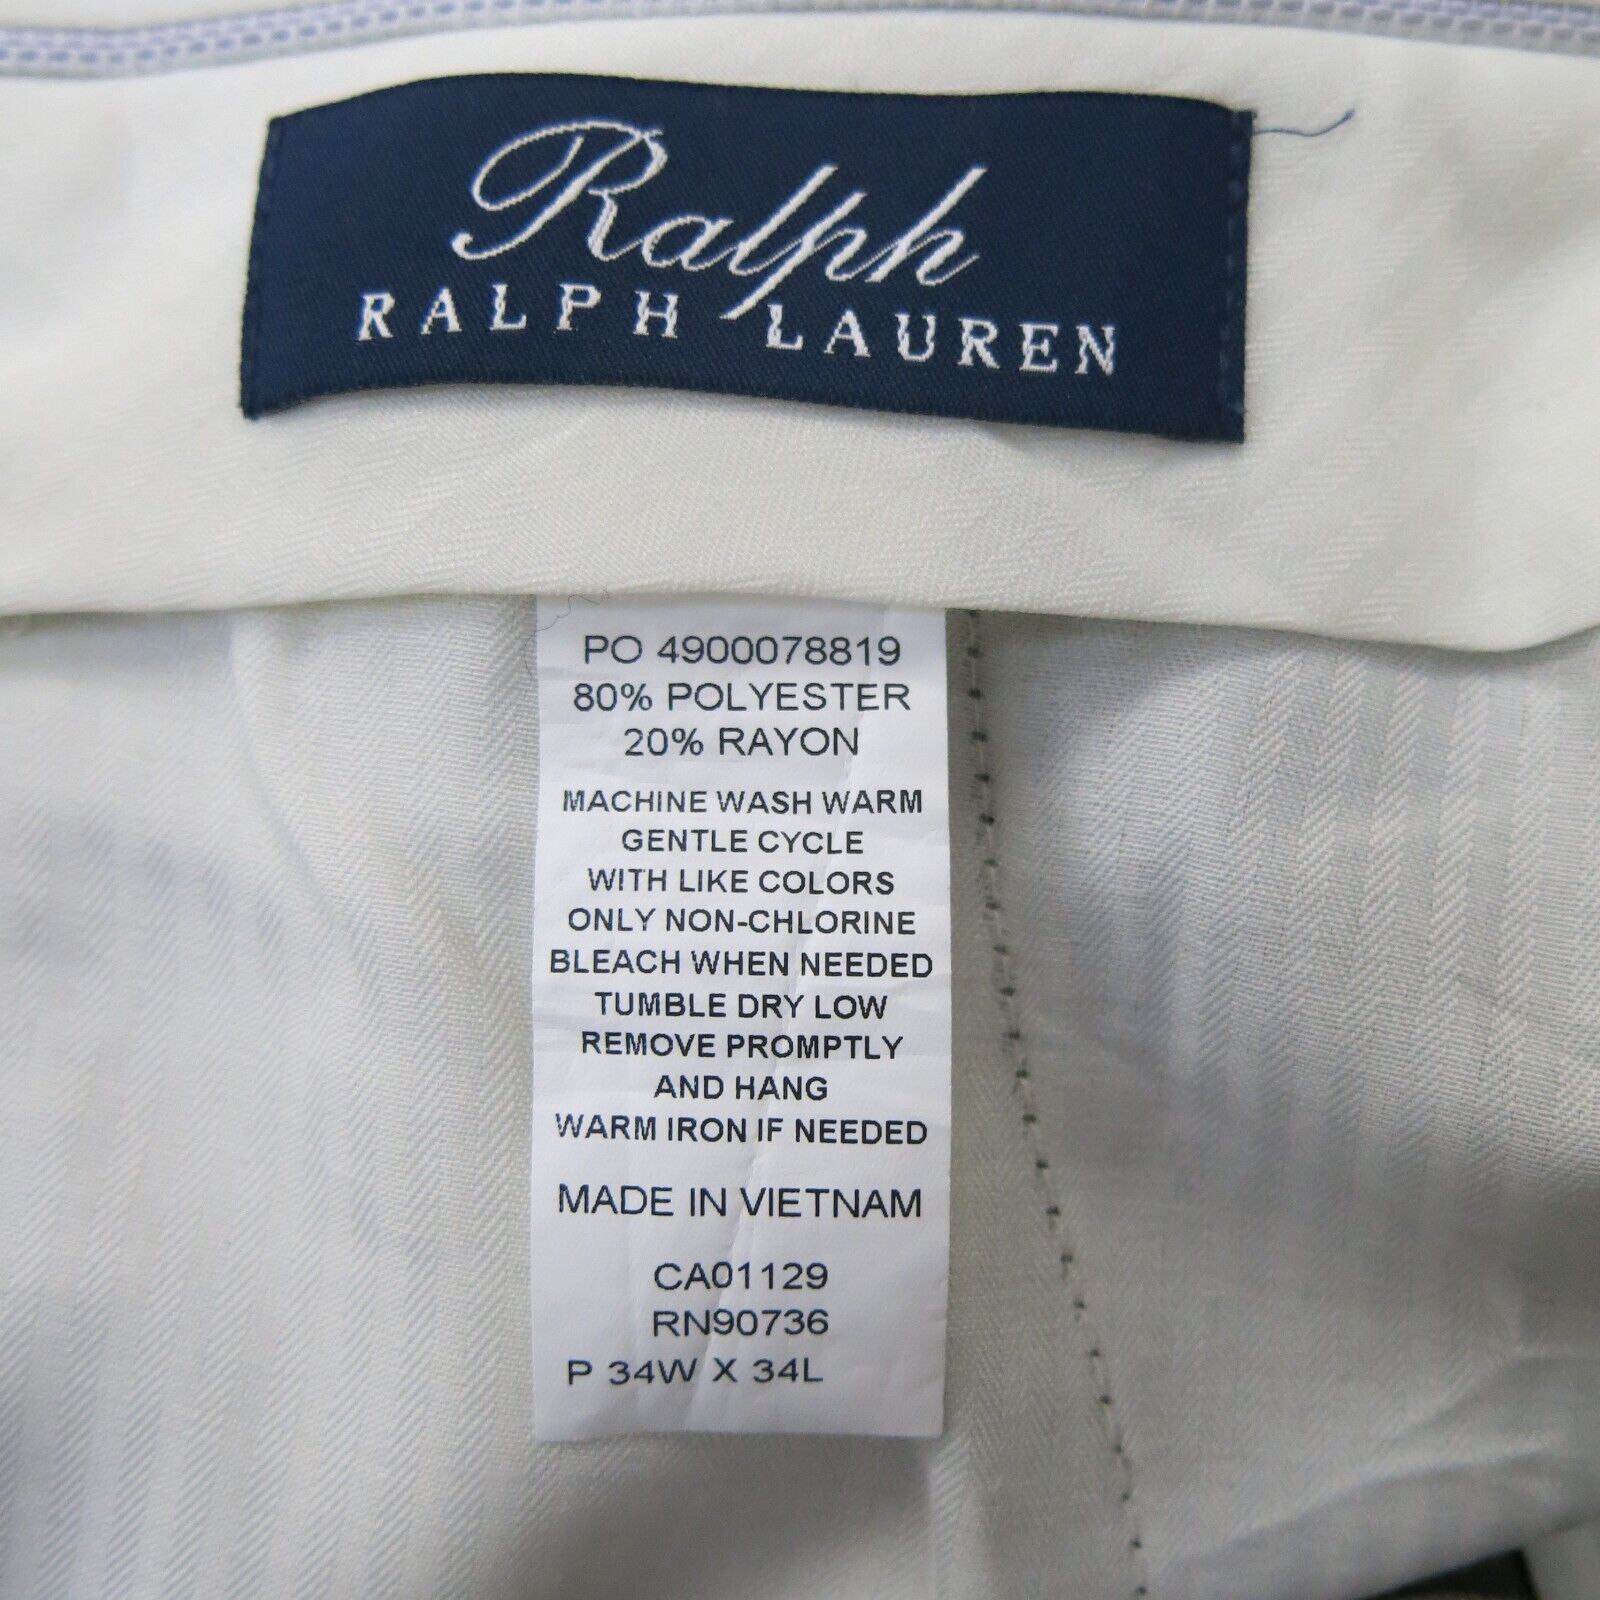 Ralph
RALPH LAUREN
PO 4900078819
80% POLYESTER
20% RAYON
MACHINE WASH WARM
GENTLE CYCLE
WITH LIKE COLORS
ONLY NON-CHLORINE
BLEACH WHEN NEEDED
TUMBLE DRY LOW
REMOVE PROMPTLY
AND HANG
WARM IRON IF NEEDED
MADE IN VIETNAM
CA01129
RN90736
P 34W X 34L